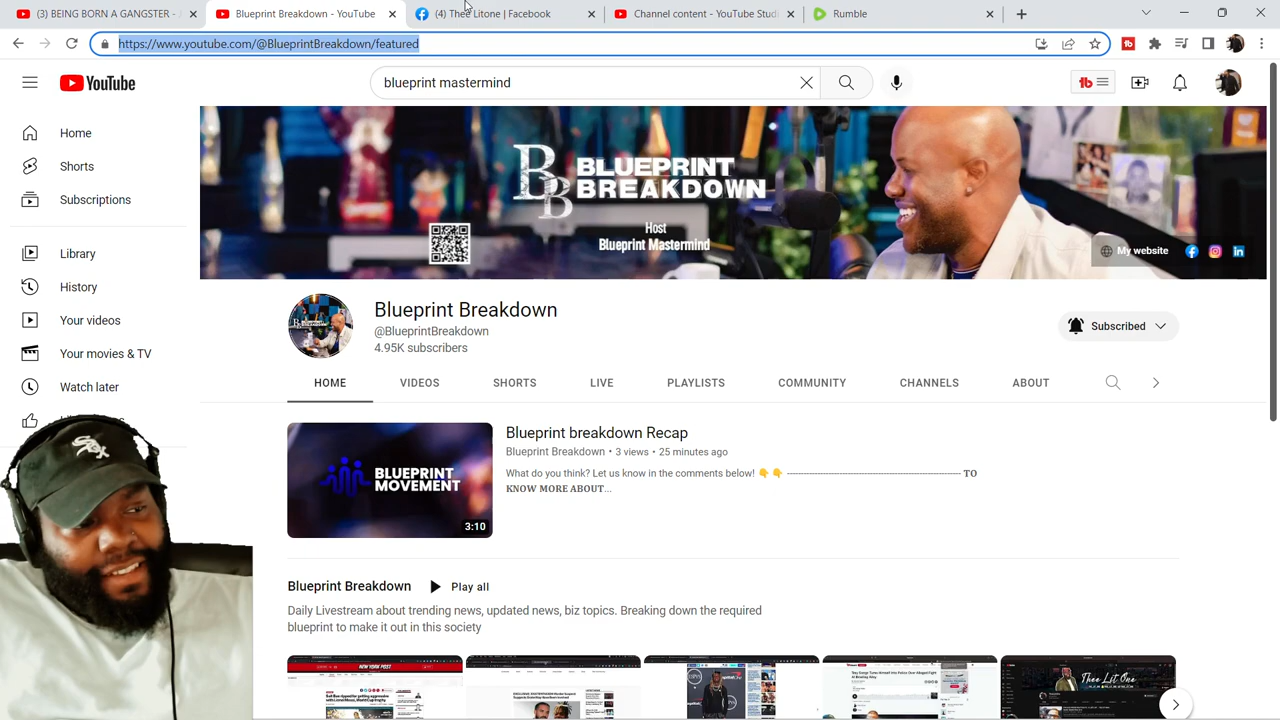 (3) BEING BORN AS GANGSTER -
Blueprint Breakdown - YouTube
(4) Thee Litone | Facebook
Channel content - YouTube Stud
Rumble
https://www.youtube.com/@BlueprintBreakdown/featured
YouTube
blueprint mastermind
Home
Shorts
Subscriptions
Library
History
Your videos
Your movies & TV
Watch later
BB BLUEPRINT
BREAKDOWN
Host
Blueprint Mastermind
My website
Blueprint Breakdown
@BlueprintBreakdown
4.95K subscribers
Subscribed
HOME VIDEOS SHORTS LIVE PLAYLISTS COMMUNITY CHANNELS ABOUT
BLUEPRINT
MOVEMENT
3:10
Blueprint breakdown Recap
Blueprint Breakdown • 3 views • 25 minutes ago
What do you think? Let us know in the comments below! 👇 👇 -------------------------------------------------------------- TO
KNOW MORE ABOUT...
Blueprint Breakdown Play all
Daily Livestream about trending news, updated news, biz topics. Breaking down the required
blueprint to make it out in this society
NEW YORK POST
Thee Lit One